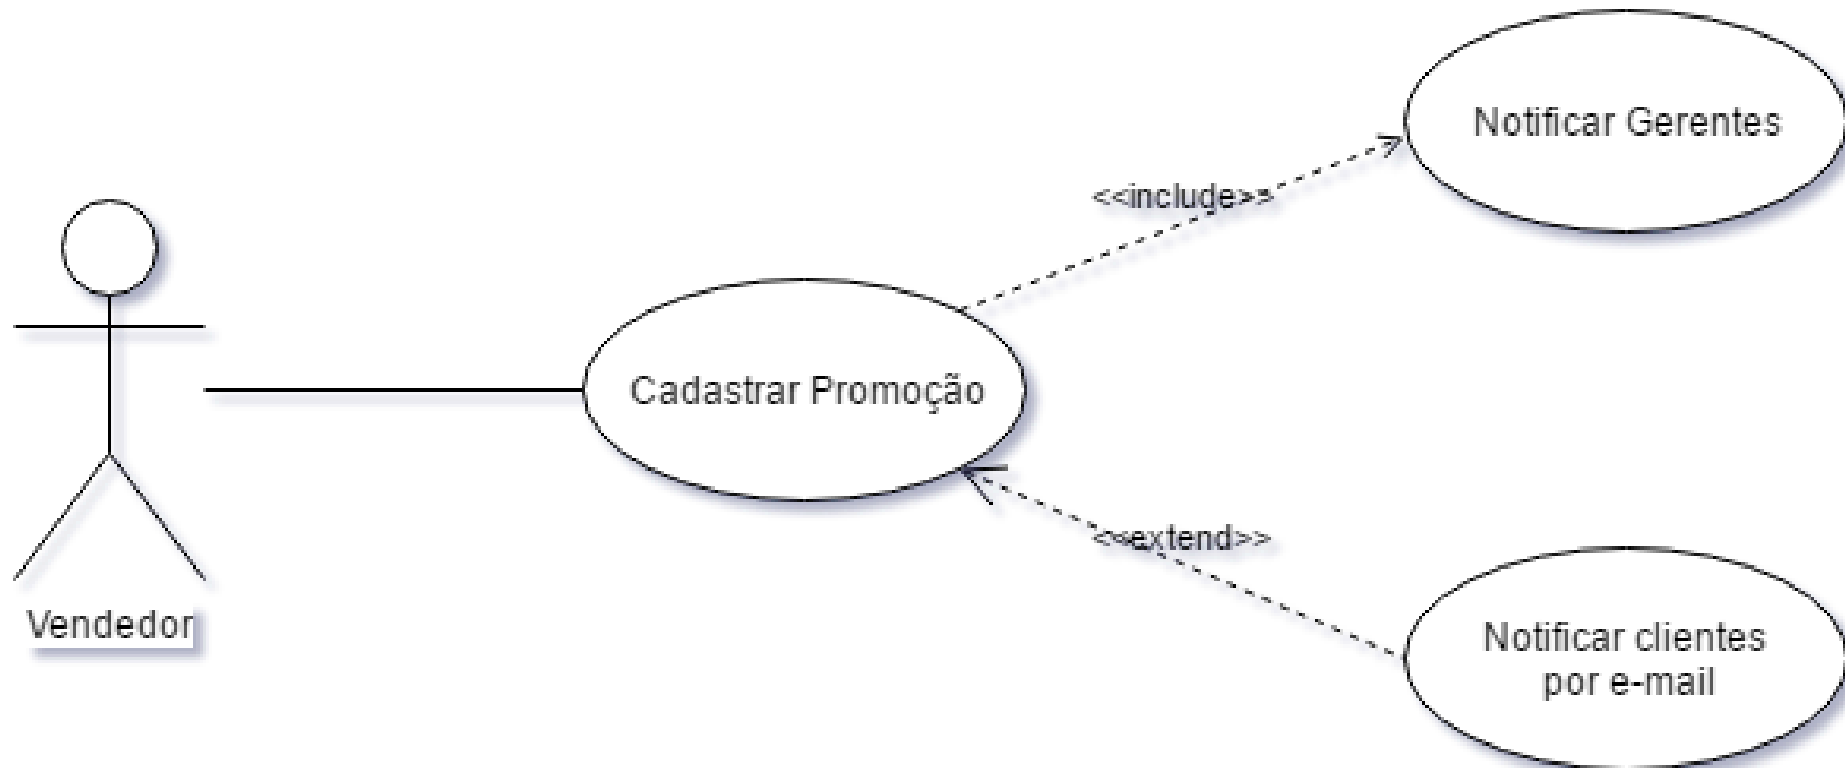 Notificar Gerentes
<<include>>
Cadastrar Promoção
<<extend>>
Vendedor
Notificar clientes
por e-mail